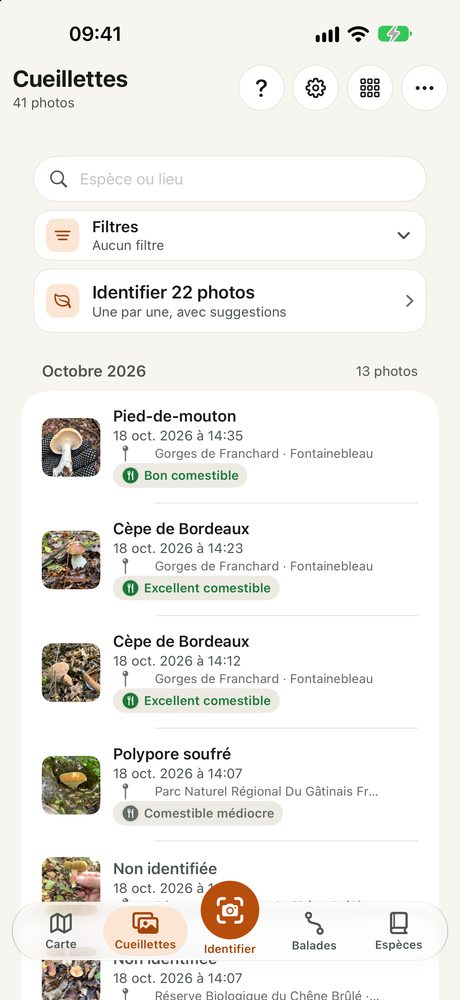 09:41
Cueillettes
41 photos
?
Espèce ou lieu
Filtres
Aucun filtre
Identifier 22 photos
Une par une, avec suggestions
Octobre 2026
13 photos
Pied-de-mouton
18 oct. 2026 à 14:35
Gorges de Franchard · Fontainebleau
Bon comestible
Cèpe de Bordeaux
18 oct. 2026 à 14:23
Gorges de Franchard · Fontainebleau
Excellent comestible
Cèpe de Bordeaux
18 oct. 2026 à 14:12
Gorges de Franchard · Fontainebleau
Excellent comestible
Polypore soufré
18 oct. 2026 à 14:07
Parc Naturel Régional Du Gâtinais Fr…
Comestible médiocre
Non identifiée
18 oct. 2026 à
Carte
Cueillettes
Identifier
Balades
Espèces
Non identifiée
18 oct. 2026 à 14:07
Réserve Biologique du Chêne Brûlé ·…